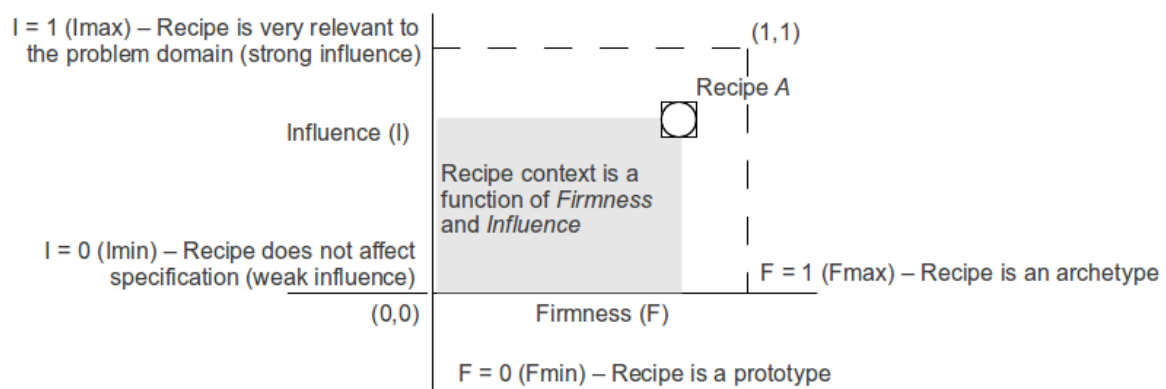 I = 1 (Imax) – Recipe is very relevant to
the problem domain (strong influence)
(1,1)
Recipe A
Influence (I)
Recipe context is a
function of Firmness
and Influence
I = 0 (Imin) – Recipe does not affect
specification (weak influence)
F = 1 (Fmax) – Recipe is an archetype
(0,0)
Firmness (F)
F = 0 (Fmin) – Recipe is a prototype